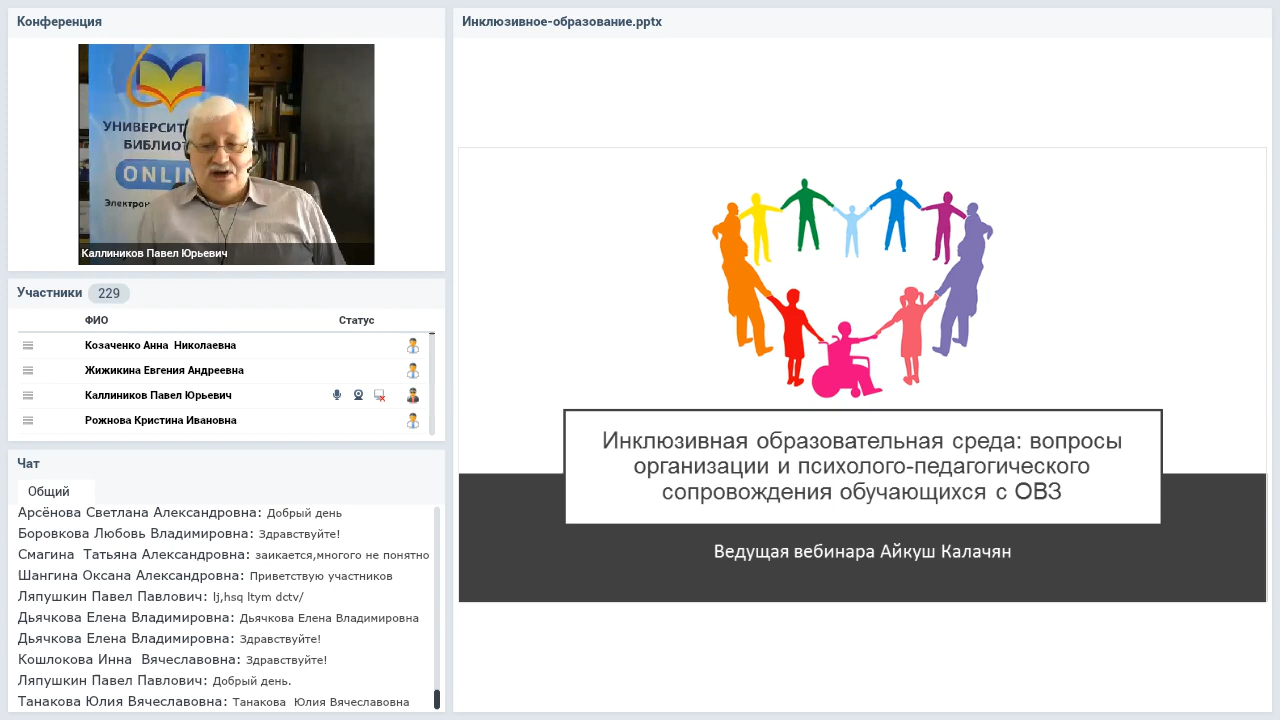 Конференция
УНИВЕРСИТ
БИБЛИОТ
ONLIN
Электрон
Каллиников Павел Юрьевич
Участники 229
ФИО Статус
Козаченко Анна Николаевна
Жижикина Евгения Андреевна
Каллиников Павел Юрьевич
Рожнова Кристина Ивановна
Чат
Общий
Арсёнова Светлана Александровна: Добрый день
Боровкова Любовь Владимировна: Здравствуйте!
Смагина Татьяна Александровна: заикается,многого не понятно
Шангина Оксана Александровна: Приветствую участников
Ляпушкин Павел Павлович: lj,hsq ltym dctv/
Дьячкова Елена Владимировна: Дьячкова Елена Владимировна
Дьячкова Елена Владимировна: Здравствуйте!
Кошлокова Инна Вячеславовна: Здравствуйте!
Ляпушкин Павел Павлович: Добрый день.
Танакова Юлия Вячеславовна: Танакова Юлия Вячеславовна
Инклюзивное-образование.pptx
Инклюзивная образовательная среда: вопросы
организации и психолого-педагогического
сопровождения обучающихся с ОВЗ
Ведущая вебинара Айкуш Калачян